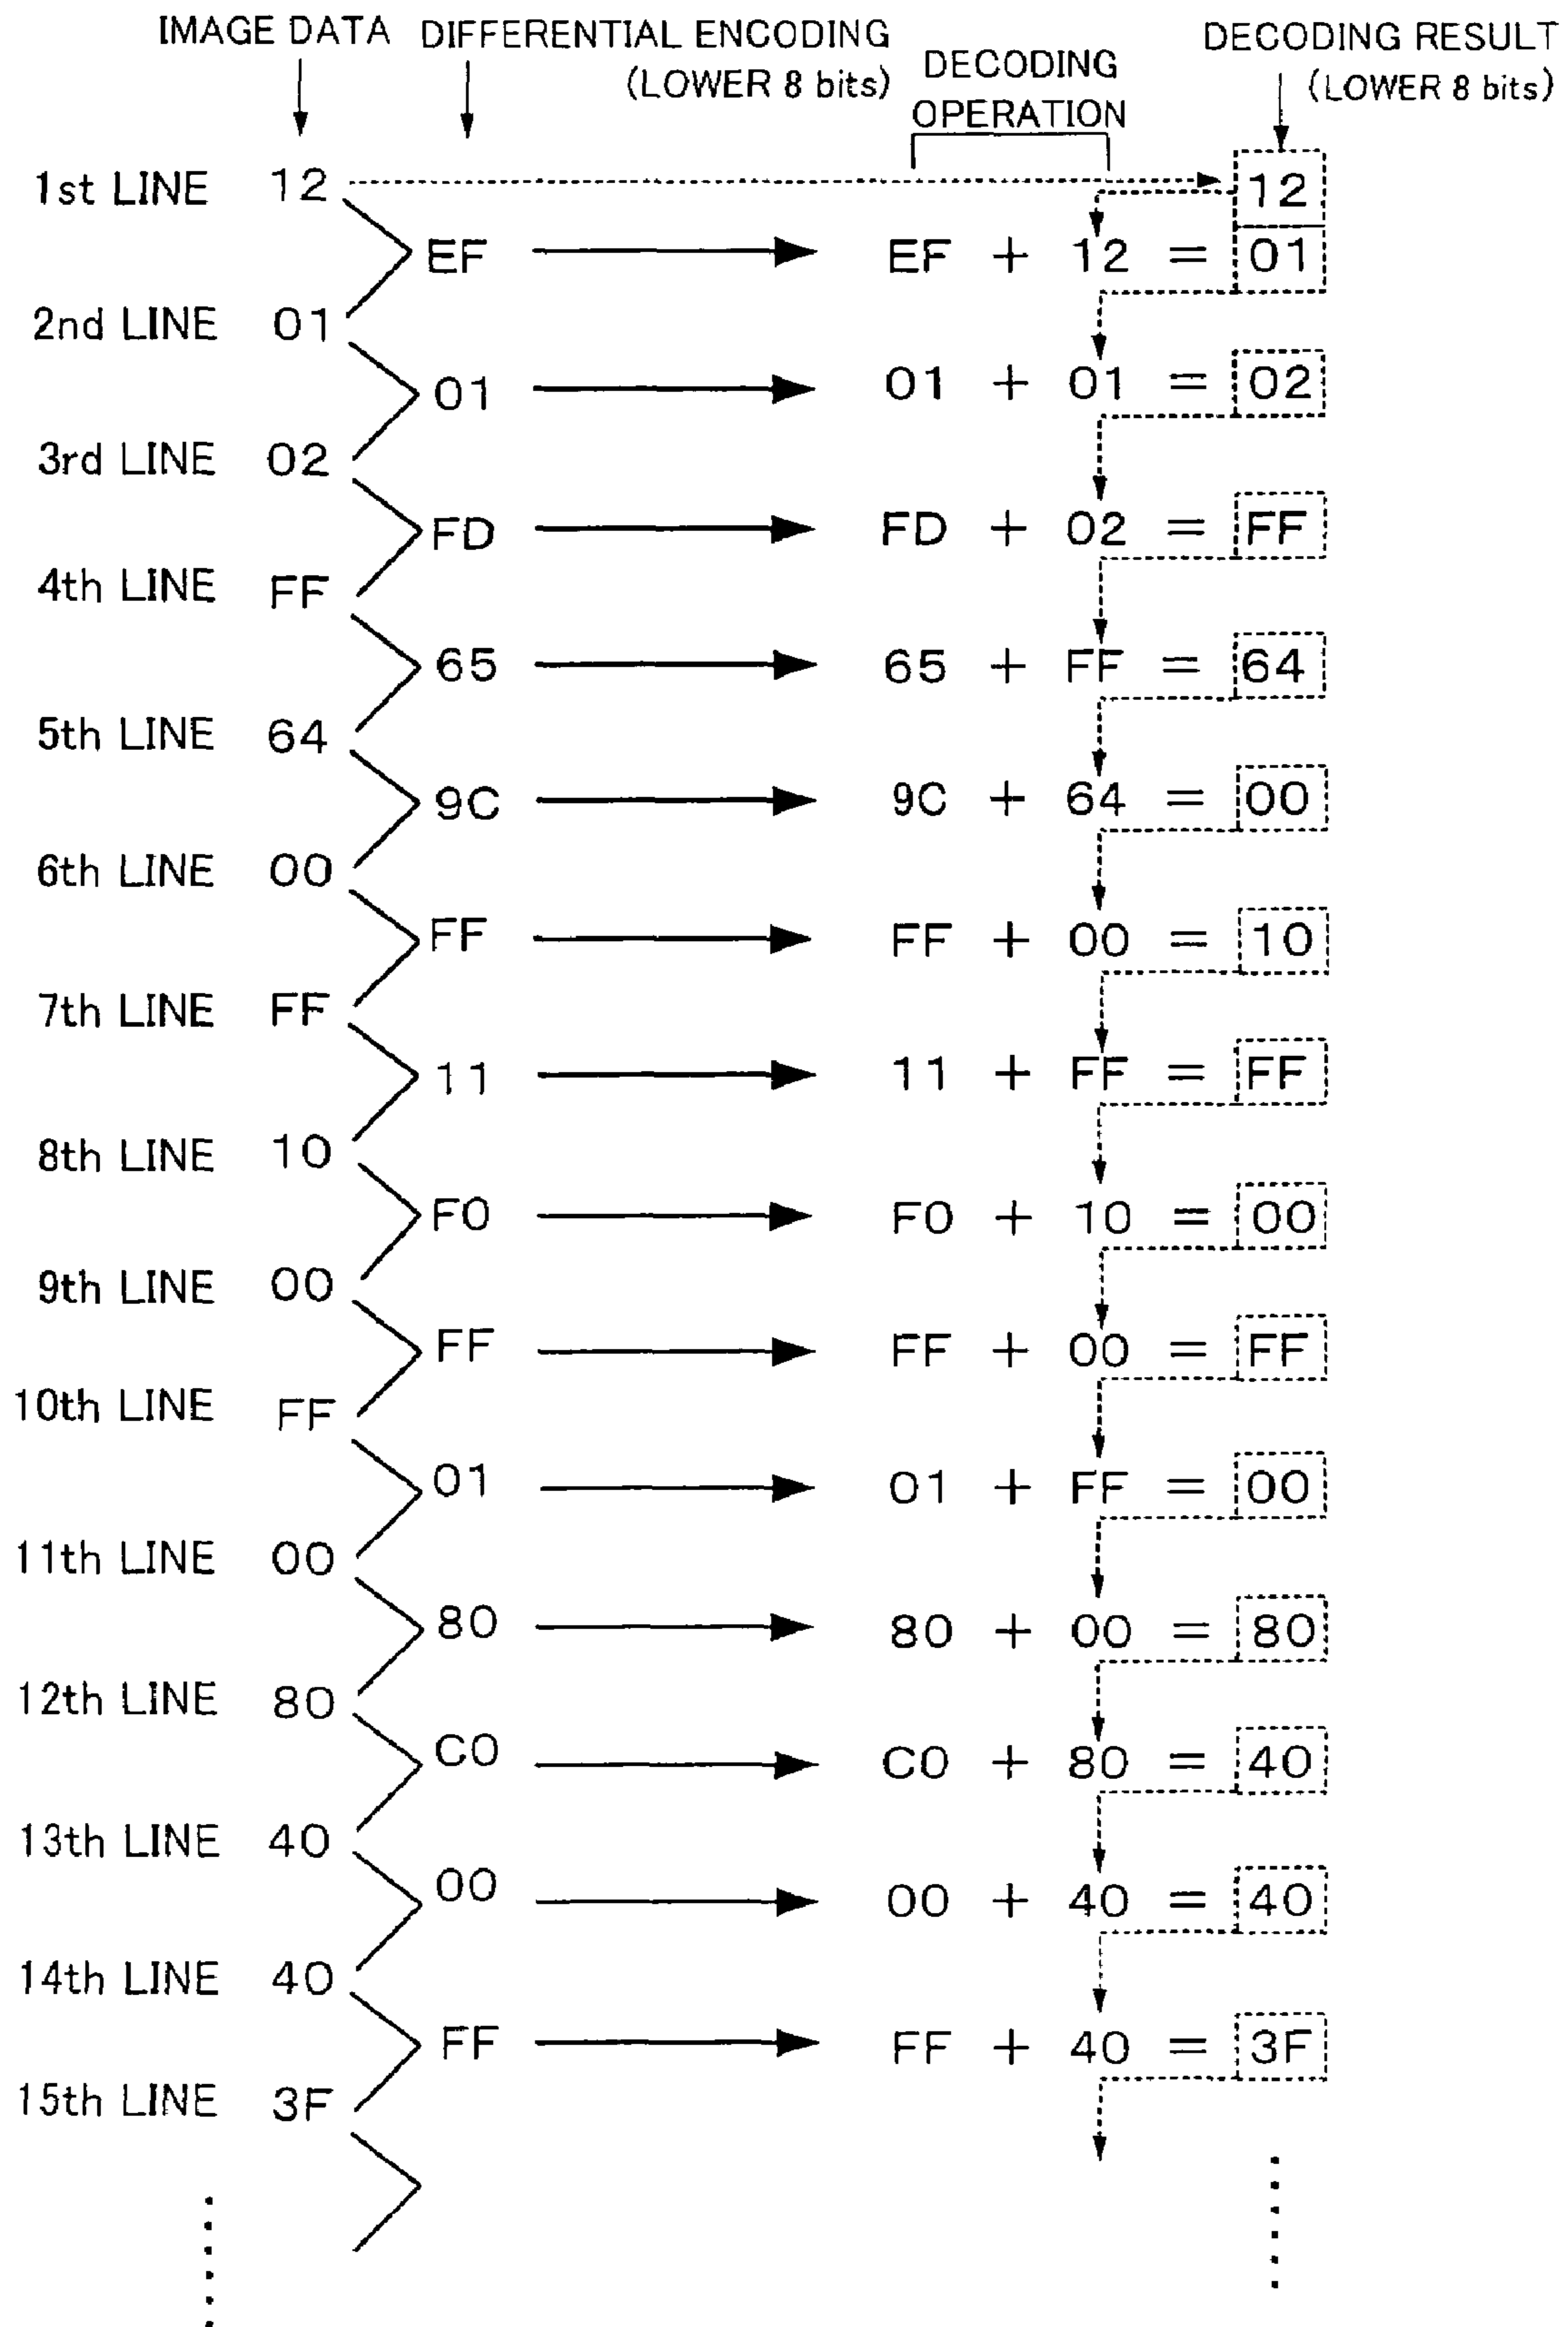 IMAGE DATA DIFFERENTIAL ENCODING DECODING RESULT
(LOWER 8 bits) DECODING OPERATION (LOWER 8 bits)
1st LINE 12 12
EF EF + 12 = 01
2nd LINE 01
01 01 + 01 = 02
3rd LINE 02
FD FD + 02 = FF
4th LINE FF
65 65 + FF = 64
5th LINE 64
9C 9C + 64 = 00
6th LINE 00
FF FF + 00 = 10
7th LINE FF
11 11 + FF = FF
8th LINE 10
F0 F0 + 10 = 00
9th LINE 00
FF FF + 00 = FF
10th LINE FF
01 01 + FF = 00
11th LINE 00
80 80 + 00 = 80
12th LINE 80
C0 C0 + 80 = 40
13th LINE 40
00 00 + 40 = 40
14th LINE 40
FF FF + 40 = 3F
15th LINE 3F